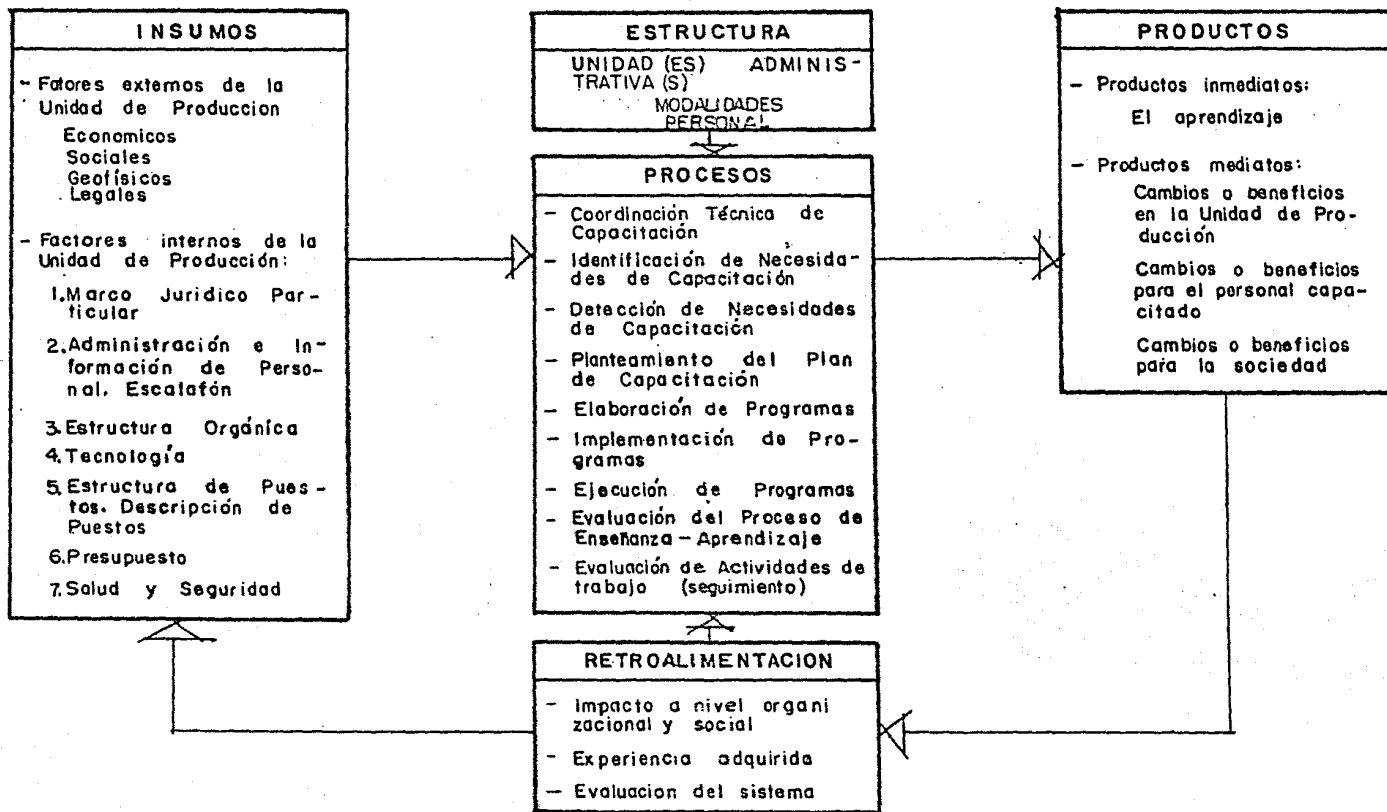 INSUMOS
- Fatores externos de la
Unidad de Produccion
Economicos
Sociales
Geofísicos
Legales
- Factores internos de la
Unidad de Producción:
1. Marco Jurídico Par-
ticular
2. Administración e In-
formación de Perso-
nal. Escalafón
3. Estructura Orgánica
4. Tecnología
5. Estructura de Pues-
tos. Descripción de
Puestos
6. Presupuesto
7. Salud y Seguridad
ESTRUCTURA
UNIDAD (ES) ADMINIS-
TRATIVA (S)
MODALIDADES
PERSONAL
PROCESOS
- Coordinación Técnica de
Capacitación
- Identificación de Necesida-
des de Capacitación
- Detección de Necesidades
de Capacitación
- Planteamiento del Plan
de Capacitación
- Elaboración de Programas
- Implementación de Pro-
gramas
- Ejecución de Programas
- Evaluación del Proceso de
Enseñanza-Aprendizaje
- Evaluación de Actividades de
trabajo (seguimiento)
RETROALIMENTACION
- Impacto a nivel organi
zacional y social
- Experiencia adquirida
- Evaluacion del sistema
PRODUCTOS
- Productos inmediatos:
El aprendizaje
- Productos mediatos:
Cambios o beneficios
en la Unidad de Pro-
ducción
Cambios o beneficios
para el personal capa-
citado
Cambios o beneficios
para la sociedad